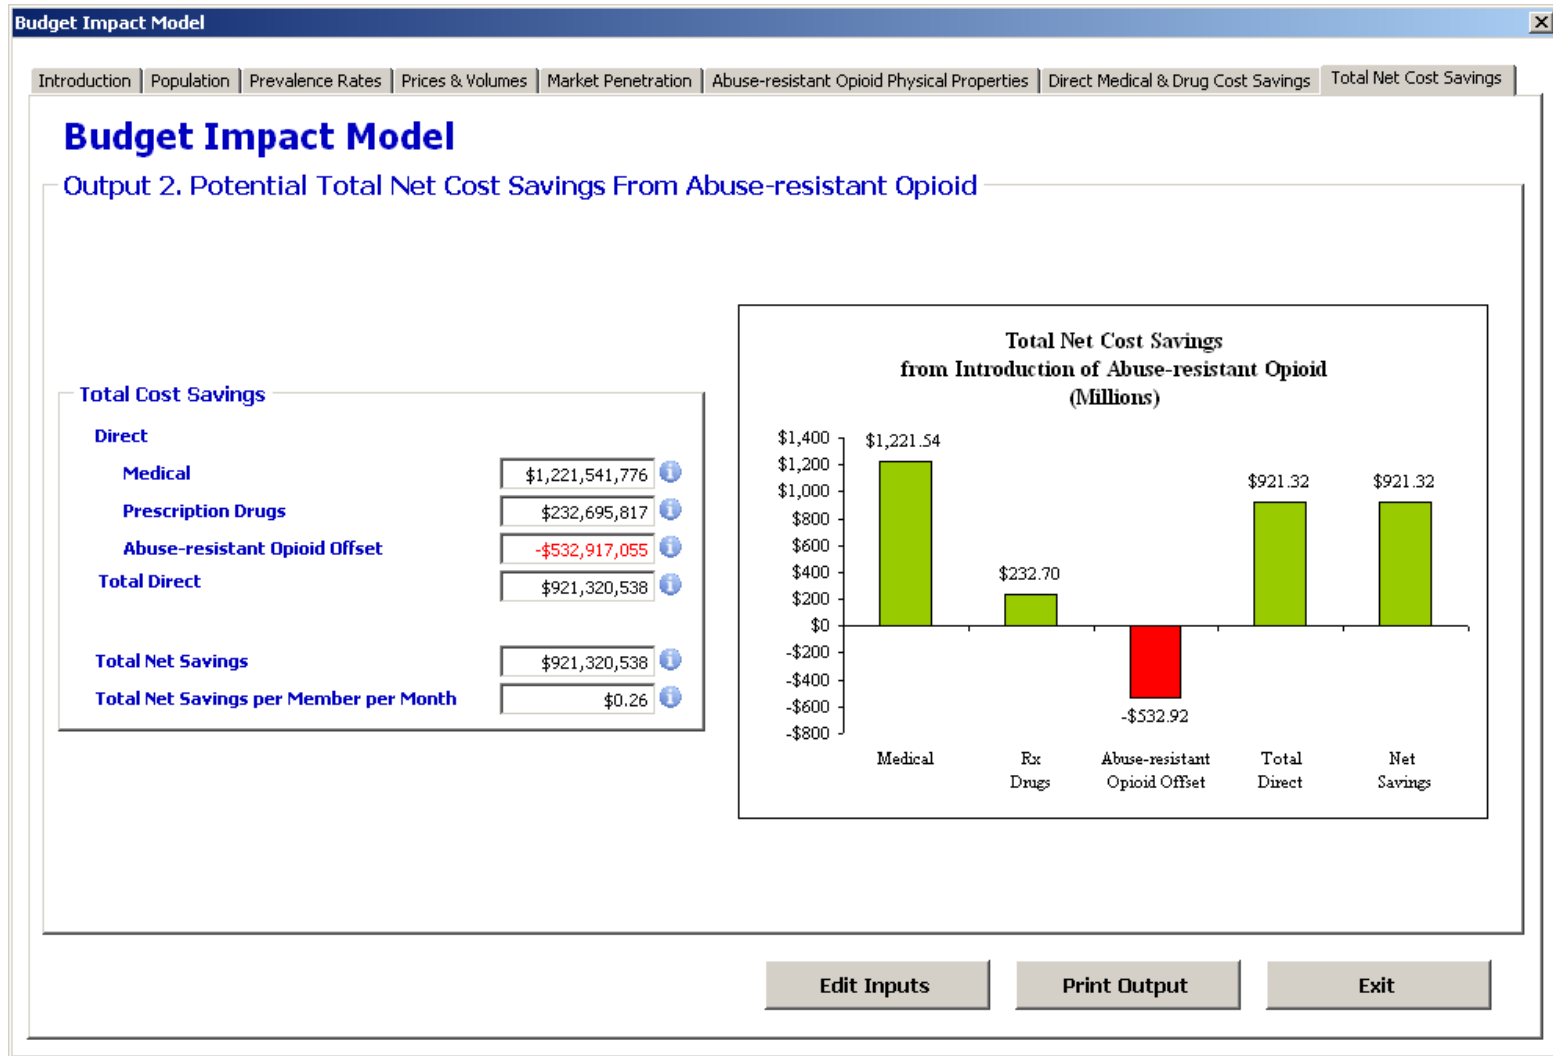 Budget Impact Model
Introduction Population Prevalence Rates Prices & Volumes Market Penetration Abuse-resistant Opioid Physical Properties Direct Medical & Drug Cost Savings Total Net Cost Savings
Budget Impact Model
Output 2. Potential Total Net Cost Savings From Abuse-resistant Opioid
Total Cost Savings
Direct
Medical $1,221,541,776
Prescription Drugs $232,695,817
Abuse-resistant Opioid Offset -$532,917,055
Total Direct $921,320,538
Total Net Savings $921,320,538
Total Net Savings per Member per Month $0.26
Total Net Cost Savings
from Introduction of Abuse-resistant Opioid
(Millions)
$1,400
$1,200
$1,000
$800
$600
$400
$200
$0
-$200
-$400
-$600
-$800
$1,221.54
$232.70
-$532.92
$921.32
$921.32
Medical
Rx
Drugs
Abuse-resistant
Opioid Offset
Total
Direct
Net
Savings
Edit Inputs Print Output Exit